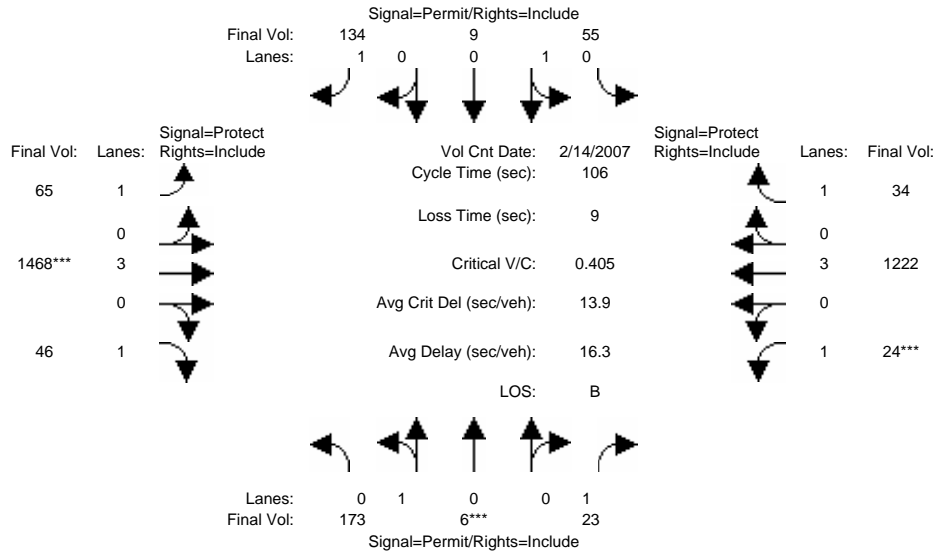 Signal=Permit/Rights=Include
Final Vol: 134 9 55
Lanes: 1 0 0 1 0
Signal=Protect Signal=Protect
Final Vol: Lanes: Rights=Include Vol Cnt Date: 2/14/2007 Rights=Include Lanes: Final Vol:
Cycle Time (sec): 106
65 1 1 34
Loss Time (sec): 9
0 0
1468*** 3 Critical V/C: 0.405 3 1222
0 Avg Crit Del (sec/veh): 13.9 0
46 1 Avg Delay (sec/veh): 16.3 1 24***
LOS: B
Lanes: 0 1 0 0 1
Final Vol: 173 6*** 23
Signal=Permit/Rights=Include